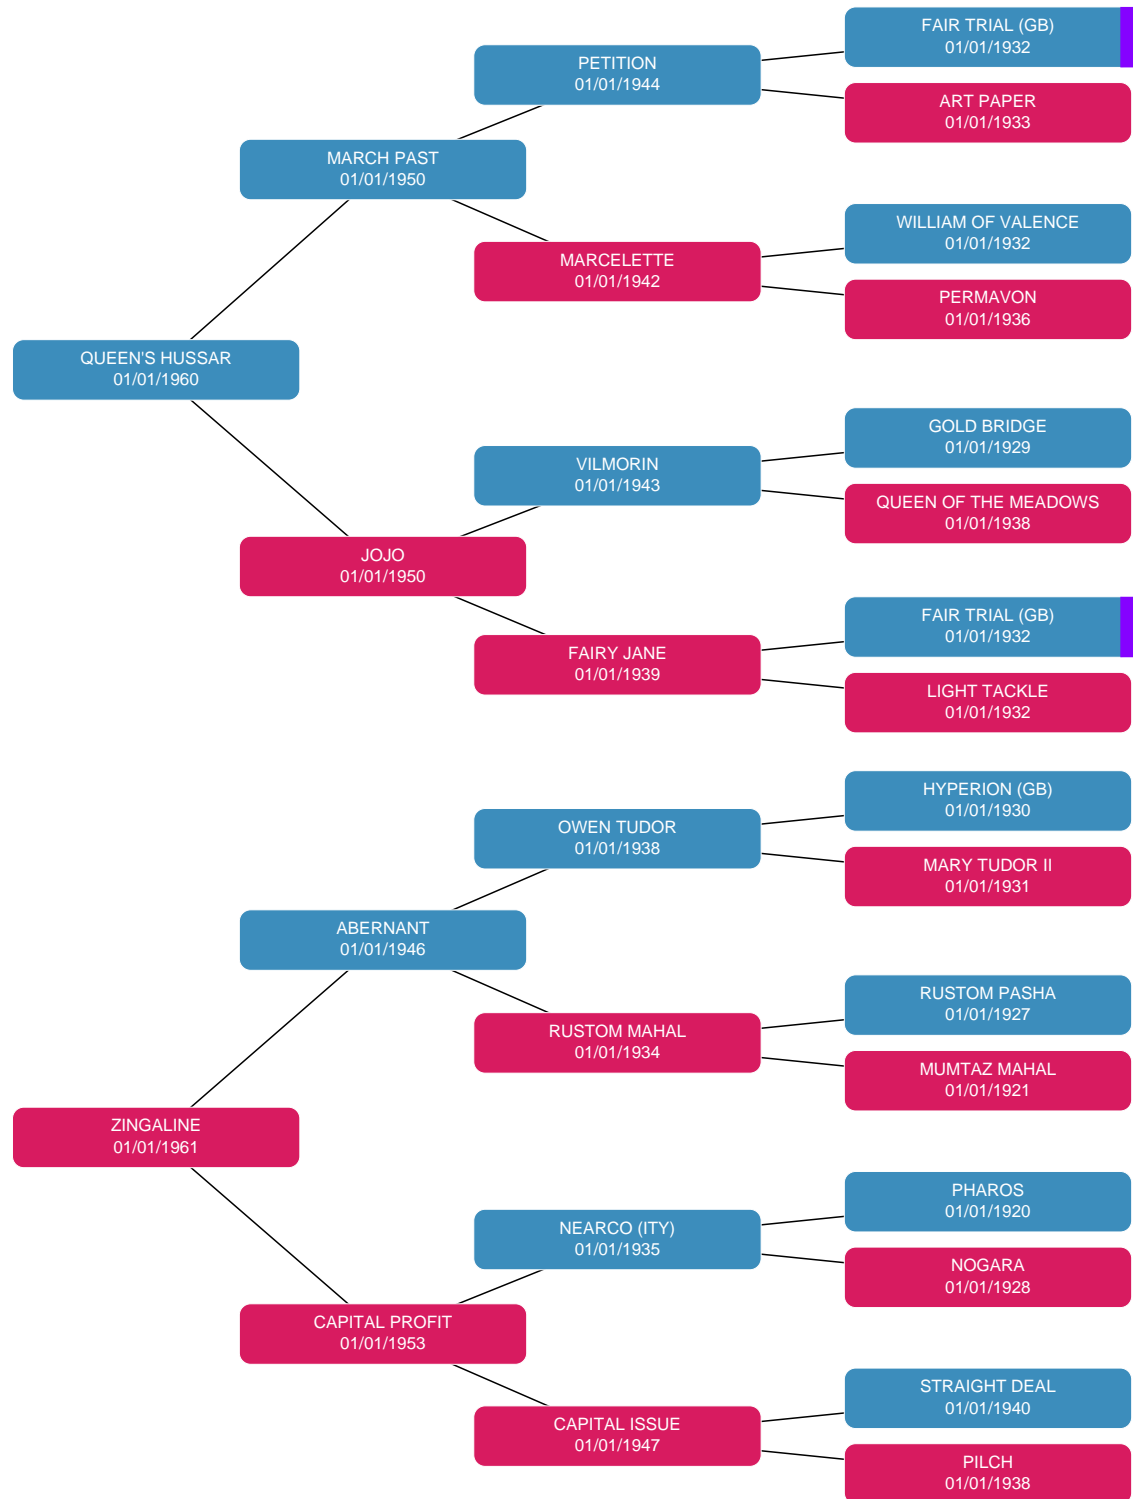 FAIR TRIAL (GB)
01/01/1932
PETITION
01/01/1944
ART PAPER
01/01/1933
MARCH PAST
01/01/1950
WILLIAM OF VALENCE
01/01/1932
MARCELETTE
01/01/1942
PERMAVON
01/01/1936
QUEEN'S HUSSAR
01/01/1960
GOLD BRIDGE
01/01/1929
VILMORIN
01/01/1943
QUEEN OF THE MEADOWS
01/01/1938
JOJO
01/01/1950
FAIR TRIAL (GB)
01/01/1932
FAIRY JANE
01/01/1939
LIGHT TACKLE
01/01/1932
HYPERION (GB)
01/01/1930
OWEN TUDOR
01/01/1938
MARY TUDOR II
01/01/1931
ABERNANT
01/01/1946
RUSTOM PASHA
01/01/1927
RUSTOM MAHAL
01/01/1934
MUMTAZ MAHAL
01/01/1921
ZINGALINE
01/01/1961
PHAROS
01/01/1920
NEARCO (ITY)
01/01/1935
NOGARA
01/01/1928
CAPITAL PROFIT
01/01/1953
STRAIGHT DEAL
01/01/1940
CAPITAL ISSUE
01/01/1947
PILCH
01/01/1938